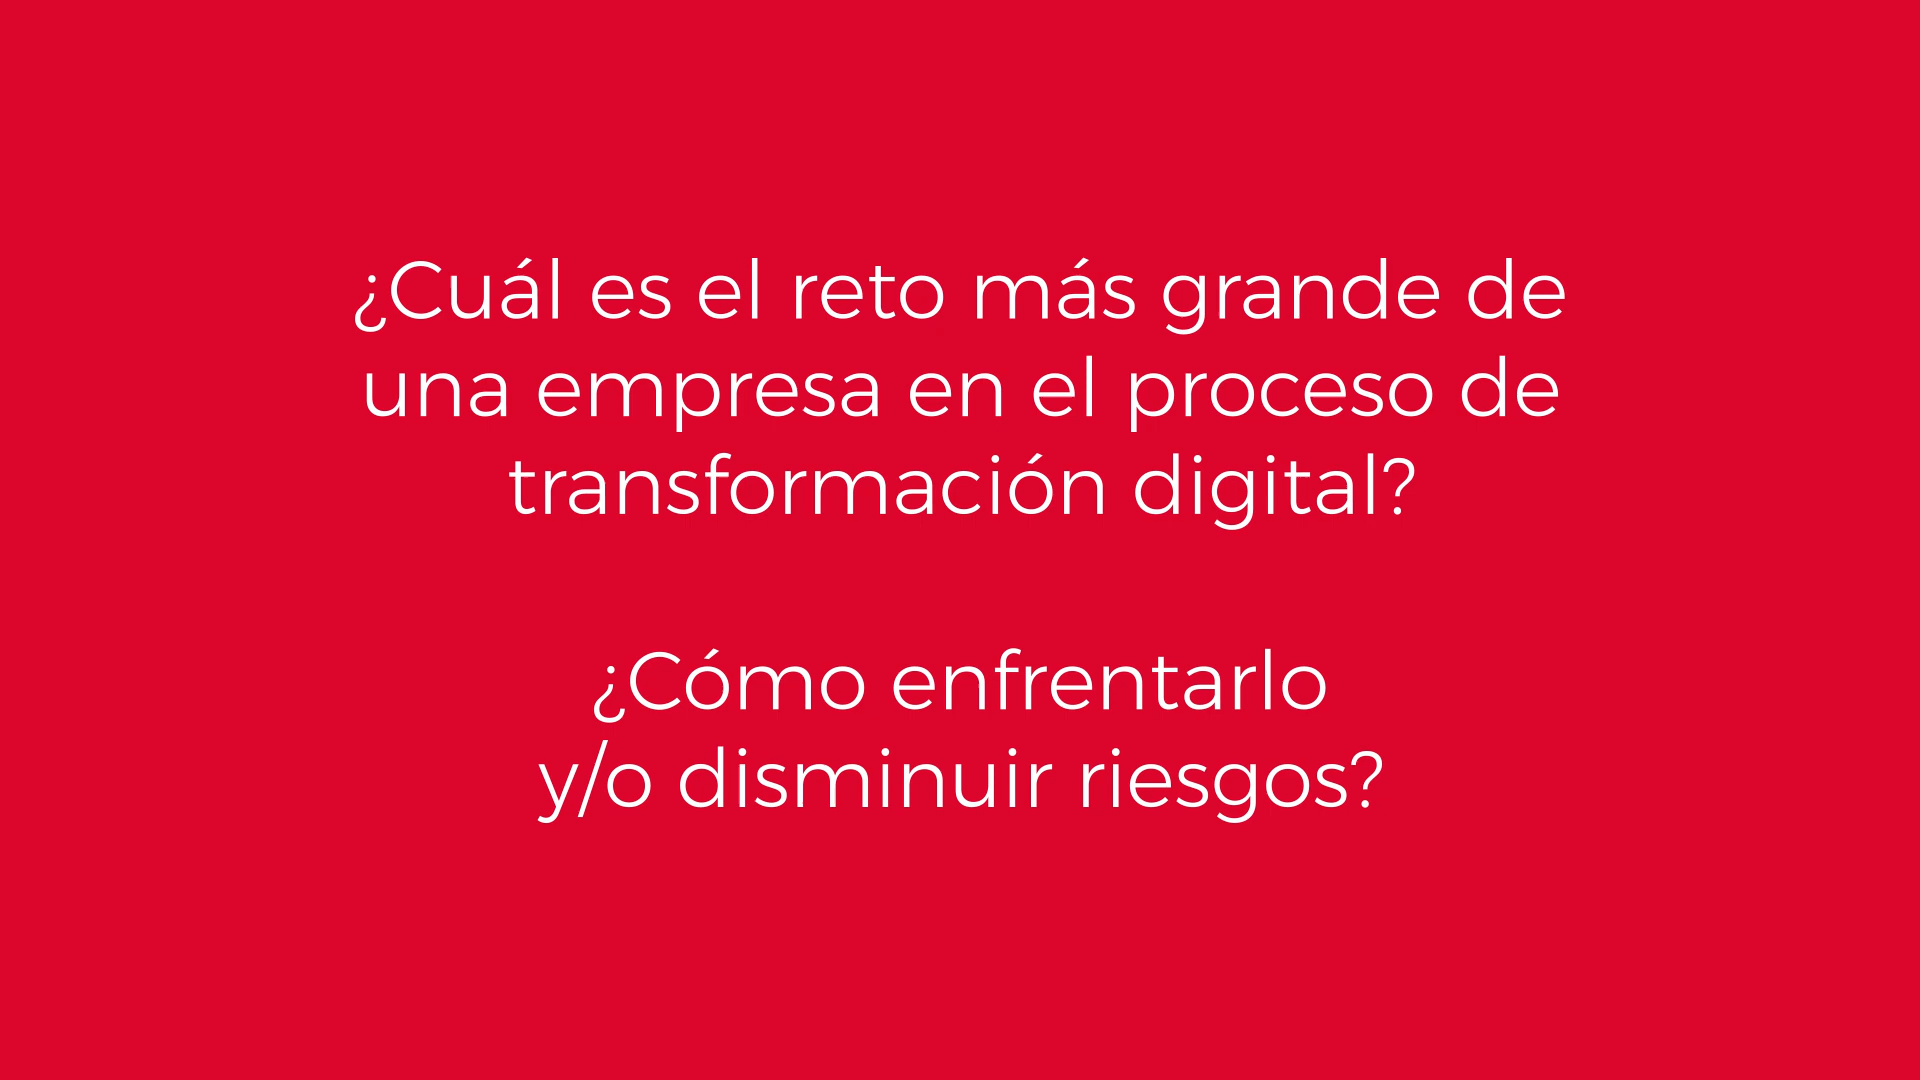 ¿Cuál es el reto más grande de
una empresa en el proceso de
transformación digital?
¿Cómo enfrentarlo
y/o disminuir riesgos?